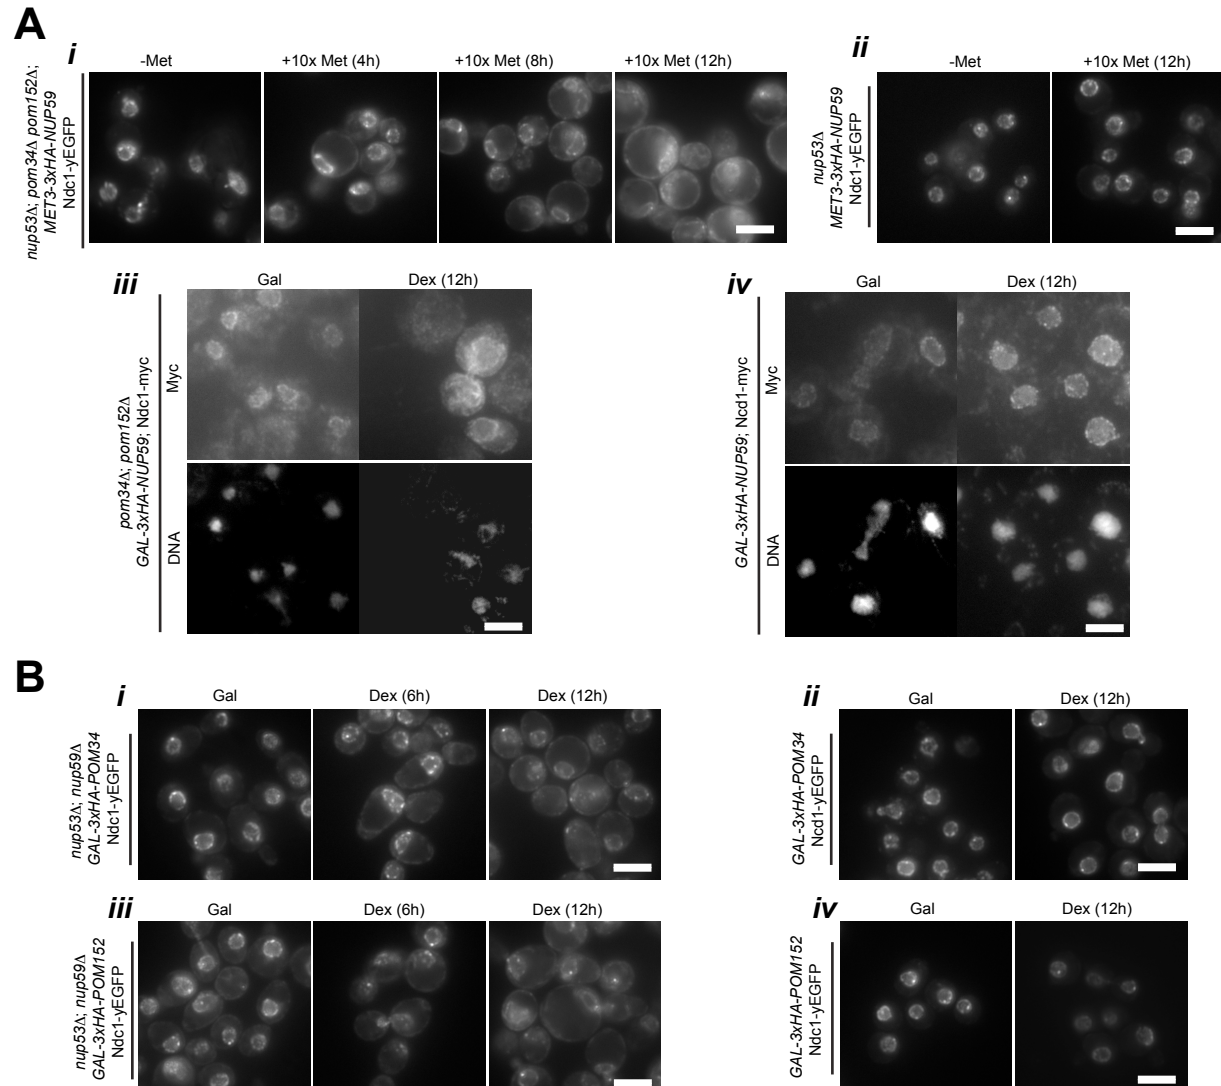 A
i
-Met
+10x Met (4h)
+10x Met (8h)
+10x Met (12h)
nup53Δ; pom34Δ pom152Δ;
MET3-3xHA-NUP59
Ndc1-yEGFP
ii
-Met
+10x Met (12h)
nup53Δ
MET3-3xHA-NUP59
Ndc1-yEGFP
iii
Gal
Dex (12h)
pom34Δ; pom152Δ
GAL-3xHA-NUP59; Ndc1-myc
Myc
DNA
iv
Gal
Dex (12h)
GAL-3xHA-NUP59; Ncd1-myc
Myc
DNA
B
i
Gal
Dex (6h)
Dex (12h)
nup53Δ; nup59Δ
GAL-3xHA-POM34
Ndc1-yEGFP
ii
Gal
Dex (12h)
GAL-3xHA-POM34
Ncd1-yEGFP
iii
Gal
Dex (6h)
Dex (12h)
nup53Δ; nup59Δ
GAL-3xHA-POM152
Ndc1-yEGFP
iv
Gal
Dex (12h)
GAL-3xHA-POM152
Ndc1-yEGFP